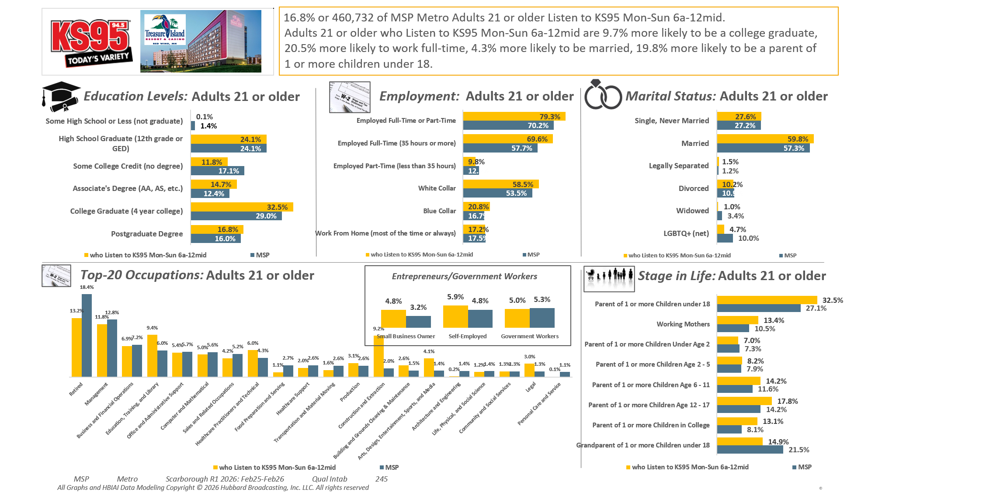 KS95 94.5
TODAY'S VARIETY
Treasure Island
RESORT & CASINO
RED WING, MN
16.8% or 460,732 of MSP Metro Adults 21 or older Listen to KS95 Mon-Sun 6a-12mid.
Adults 21 or older who Listen to KS95 Mon-Sun 6a-12mid are 9.7% more likely to be a college graduate,
20.5% more likely to work full-time, 4.3% more likely to be married, 19.8% more likely to be a parent of
1 or more children under 18.
Education Levels: Adults 21 or older
Some High School or Less (not graduate)
0.1%
1.4%
High School Graduate (12th grade or
GED)
24.1%
24.1%
Some College Credit (no degree)
11.8%
17.1%
Associate's Degree (AA, AS, etc.)
14.7%
12.4%
College Graduate (4 year college)
32.5%
29.0%
Postgraduate Degree
16.8%
16.0%
who Listen to KS95 Mon-Sun 6a-12mid MSP
W-2 Wage and Tax
Statement
Employment: Adults 21 or older
Employed Full-Time or Part-Time
79.3%
70.2%
Employed Full-Time (35 hours or more)
69.6%
57.7%
Employed Part-Time (less than 35 hours)
9.8%
12.
White Collar
58.5%
53.5%
Blue Collar
20.8%
16.7%
Work From Home (most of the time or always)
17.2%
17.5%
who Listen to KS95 Mon-Sun 6a-12mid MSP
Marital Status: Adults 21 or older
Single, Never Married
27.6%
27.2%
Married
59.8%
57.3%
Legally Separated
1.5%
1.2%
Divorced
10.2%
10.9
Widowed
1.0%
3.4%
LGBTQ+ (net)
4.7%
10.0%
who Listen to KS95 Mon-Sun 6a-12mid MSP
W-2
Top-20 Occupations: Adults 21 or older
13.2% 18.4%
11.8% 12.8%
6.9% 7.2%
9.4% 6.0%
5.4% 5.7%
5.0% 5.6%
4.2% 5.2%
6.0% 4.3%
1.1% 2.7%
2.0% 2.6%
1.6% 2.6%
3.1% 2.6%
9.2% 2.0%
2.6% 1.5%
4.1% 1.4%
0.2% 1.4%
1.2% 1.4%
1.3% 1.3%
3.0% 1.3%
0.1% 1.1%
Retired
Management
Business and Financial Operations
Education, Training, and Library
Office and Administrative Support
Computer and Mathematical
Sales and Related Occupations
Healthcare Practitioners and Technical
Food Preparation and Serving
Healthcare Support
Transportation and Material Moving
Production
Construction and Extraction
Building and Grounds Cleaning & Maintenance
Arts, Design, Entertainment, Sports, and Media
Architecture and Engineering
Life, Physical, and Social Science
Community and Social Services
Legal
Personal Care and Service
who Listen to KS95 Mon-Sun 6a-12mid MSP
Entrepreneurs/Government Workers
4.8% 3.2%
5.9% 4.8%
5.0% 5.3%
Small Business Owner Self-Employed Government Workers
Stage in Life: Adults 21 or older
Parent of 1 or more Children under 18
32.5%
27.1%
Working Mothers
13.4%
10.5%
Parent of 1 or more Children Under Age 2
7.0%
7.3%
Parent of 1 or more Children Age 2 - 5
8.2%
7.9%
Parent of 1 or more Children Age 6 - 11
14.2%
11.6%
Parent of 1 or more Children Age 12 - 17
17.8%
14.2%
Parent of 1 or more Children in College
13.1%
8.1%
Grandparent of 1 or more Children under 18
14.9%
21.5%
who Listen to KS95 Mon-Sun 6a-12mid MSP
MSP Metro Scarborough R1 2026: Feb25-Feb26 Qual Intab 245
All Graphs and HBIAI Data Modeling Copyright © 2026 Hubbard Broadcasting, Inc. LLC. All rights reserved
©